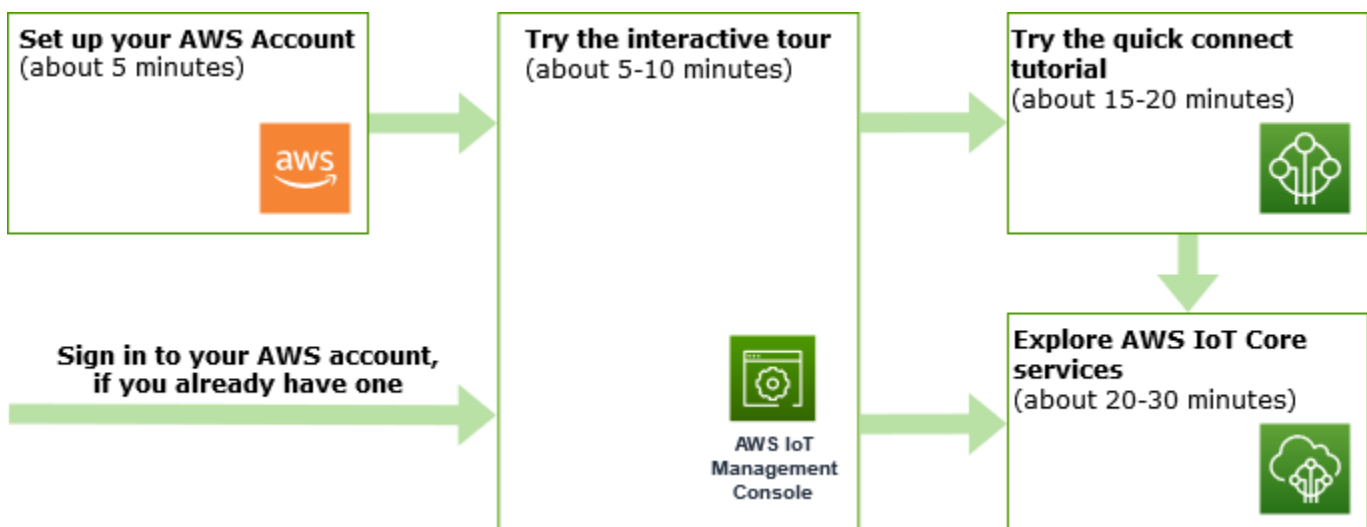 Set up your AWS Account
(about 5 minutes)
aws
Sign in to your AWS account,
if you already have one
Try the interactive tour
(about 5-10 minutes)
AWS IoT
Management
Console
Try the quick connect
tutorial
(about 15-20 minutes)
Explore AWS IoT Core
services
(about 20-30 minutes)